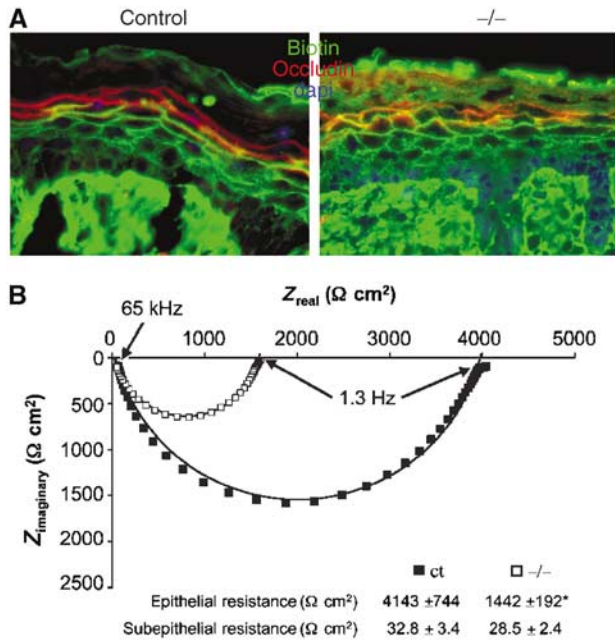 A
Control
–/–
Biotin
Occludin
dapi
B
Zreal (Ω cm²)
65 kHz
0 1000 2000 3000 4000 5000
0
500
1000
1500
2000
2500
Zimaginary (Ω cm²)
1.3 Hz
■ ct □ –/–
Epithelial resistance (Ω cm²) 4143 ±744 1442 ±192*
Subepithelial resistance (Ω cm²) 32.8 ± 3.4 28.5 ± 2.4